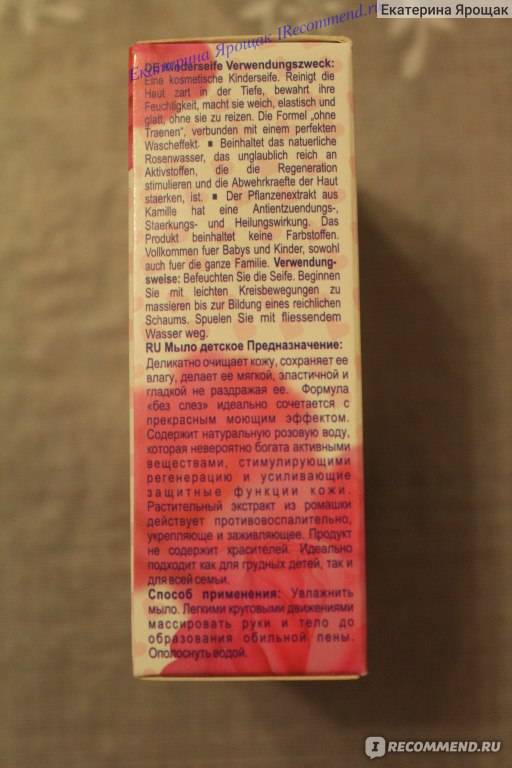 Екатерина Ярощак
Екатерина Ярощак IRecommend.ru
DE Kinderseife Verwendungszweck:
Eine kosmetische Kinderseife. Reinigt die
Haut zart in der Tiefe, bewahrt ihre
Feuchtigkeit, macht sie weich, elastisch und
glatt, ohne sie zu reizen. Die Formel „ohne
Traenen“, verbunden mit einem perfekten
Wascheffekt. ■ Beinhaltet das natuerliche
Rosenwasser, das unglaublich reich an
Aktivstoffen, die die Regeneration
stimulieren und die Abwehrkraefte der Haut
staerken, ist. ■ Der Pflanzenextrakt aus
Kamille hat eine Antientzuendungs-,
Staerkungs- und Heilungswirkung. Das
Produkt beinhaltet keine Farbstoffen.
Vollkommen fuer Babys und Kinder, sowohl
auch fuer die ganze Familie. Verwendung-
sweise: Befeuchten Sie die Seife. Beginnen
Sie mit leichten Kreisbewegungen zu
massieren bis zur Bildung eines reichlichen
Schaums. Spuelen Sie mit fliessendem
Wasser weg.
RU Мыло детское Предназначение:
Деликатно очищает кожу, сохраняет ее
влагу, делает ее мягкой, эластичной и
гладкой не раздражая ее. Формула
«без слез» идеально сочетается с
прекрасным моющим эффектом.
Содержит натуральную розовую воду,
которая невероятно богата активными
веществами, стимулирующими
регенерацию и усиливающие
защитные функции кожи.
Растительный экстракт из ромашки
действует противовоспалительно,
укрепляюще и заживляющее. Продукт
не содержит красителей. Идеально
подходит как для грудных детей, так и
для всей семьи.
Способ применения: Увлажнить
мыло. Легкими круговыми движениями
массировать руки и тело до
образования обильной пены.
Ополоснуть водой.
IRECOMMEND.RU